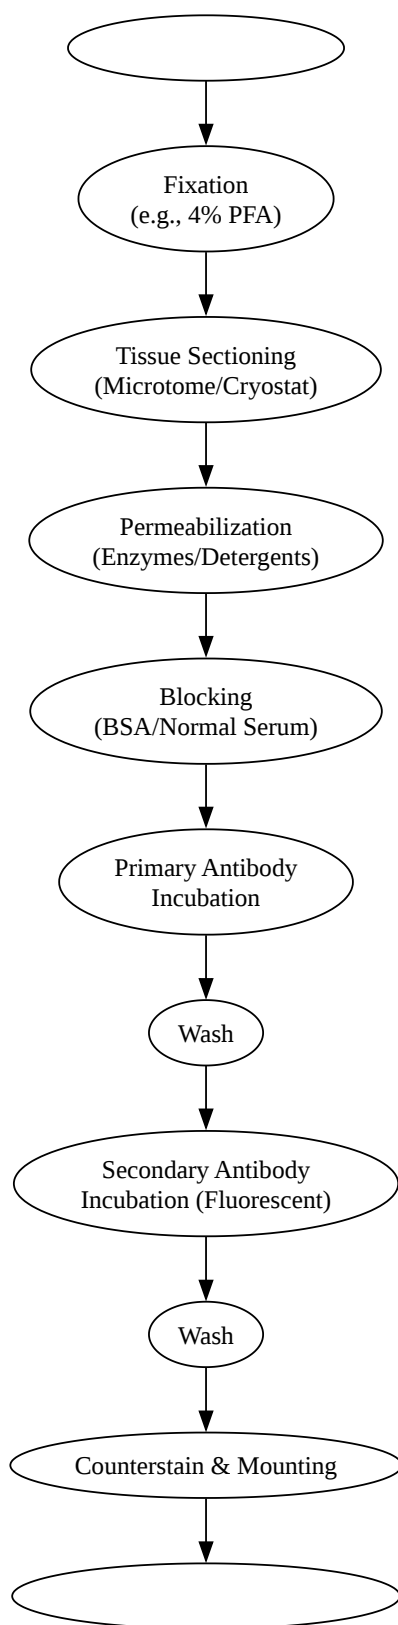 Fixation
(e.g., 4% PFA)
Tissue Sectioning
(Microtome/Cryostat)
Permeabilization
(Enzymes/Detergents)
Blocking
(BSA/Normal Serum)
Primary Antibody
Incubation
Wash
Secondary Antibody
Incubation (Fluorescent)
Wash
Counterstain & Mounting